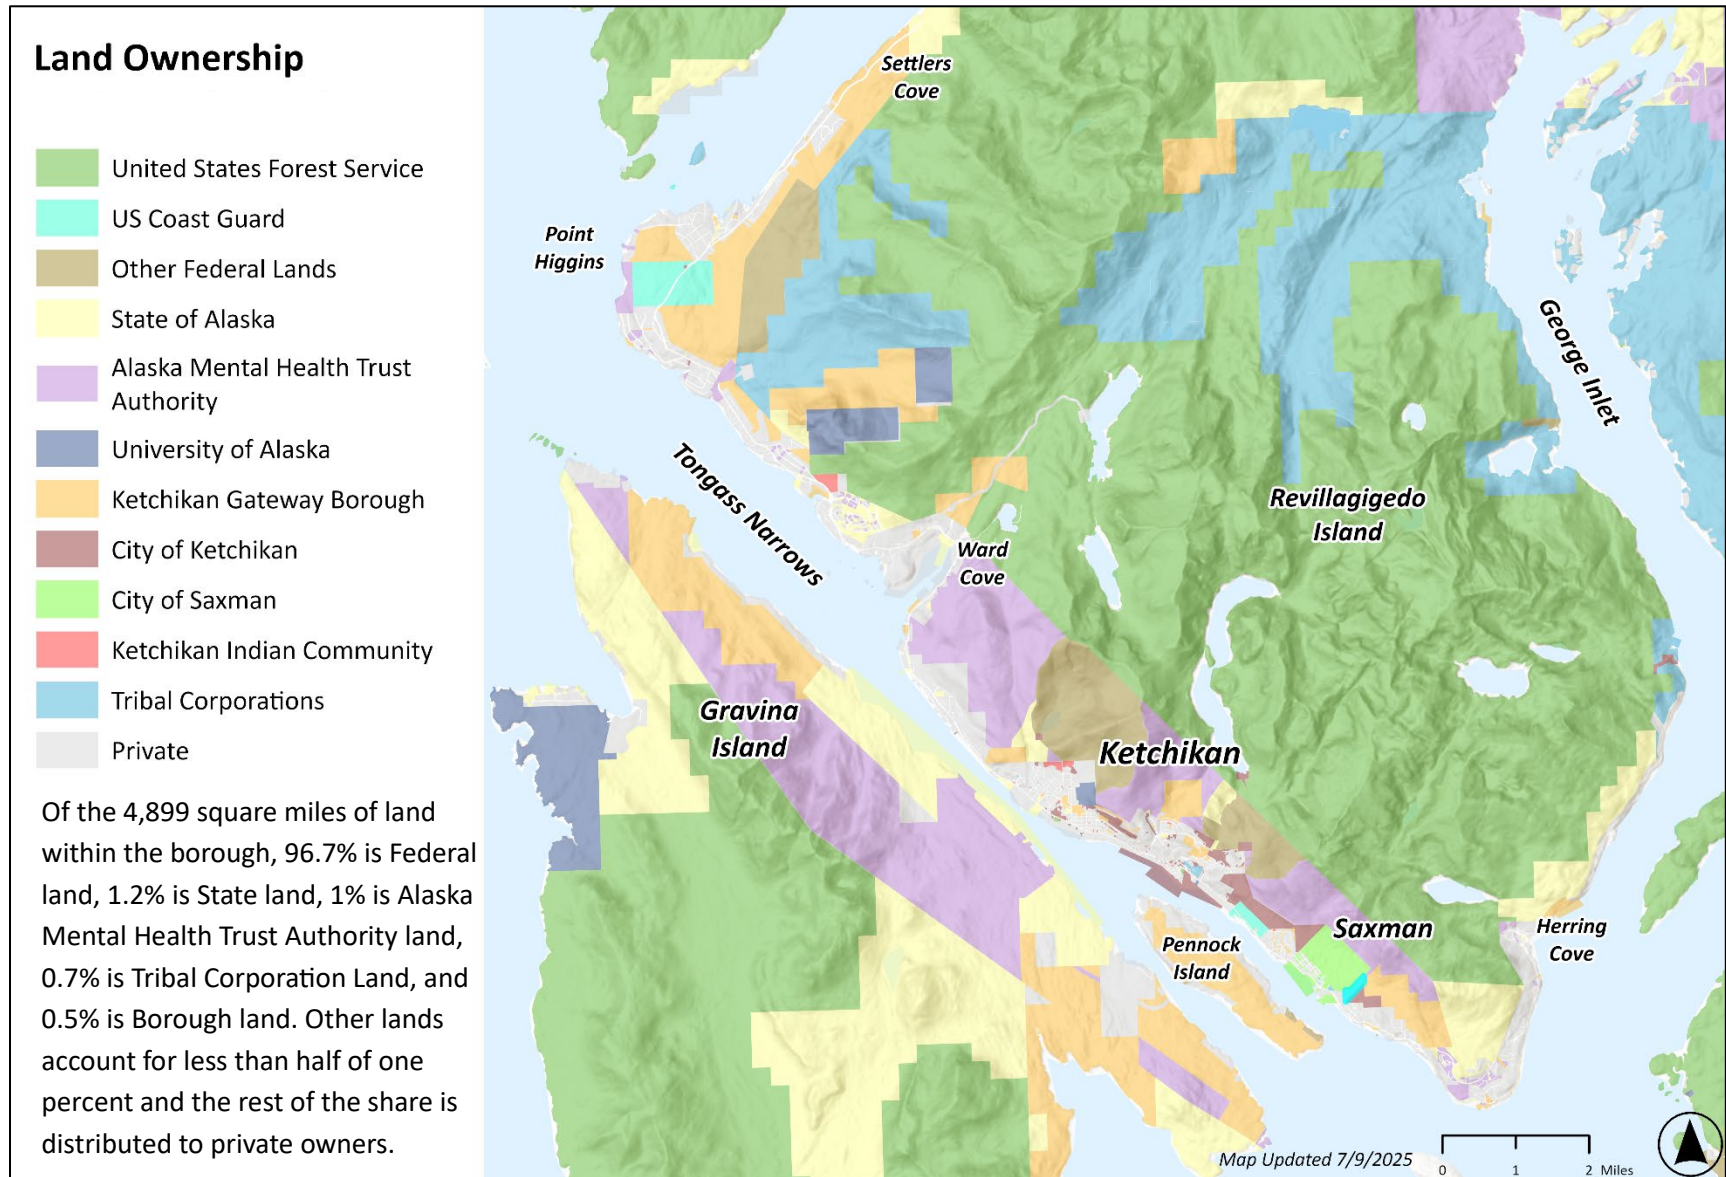 Land Ownership
United States Forest Service
US Coast Guard
Other Federal Lands
State of Alaska
Alaska Mental Health Trust
Authority
University of Alaska
Ketchikan Gateway Borough
City of Ketchikan
City of Saxman
Ketchikan Indian Community
Tribal Corporations
Private
Of the 4,899 square miles of land
within the borough, 96.7% is Federal
land, 1.2% is State land, 1% is Alaska
Mental Health Trust Authority land,
0.7% is Tribal Corporation Land, and
0.5% is Borough land. Other lands
account for less than half of one
percent and the rest of the share is
distributed to private owners.
Settlers
Cove
Point
Higgins
George Inlet
Tongass Narrows
Revillagigedo
Island
Ward
Cove
Gravina
Island
Ketchikan
Saxman
Pennock
Island
Herring
Cove
Map Updated 7/9/2025
0 1 2 Miles